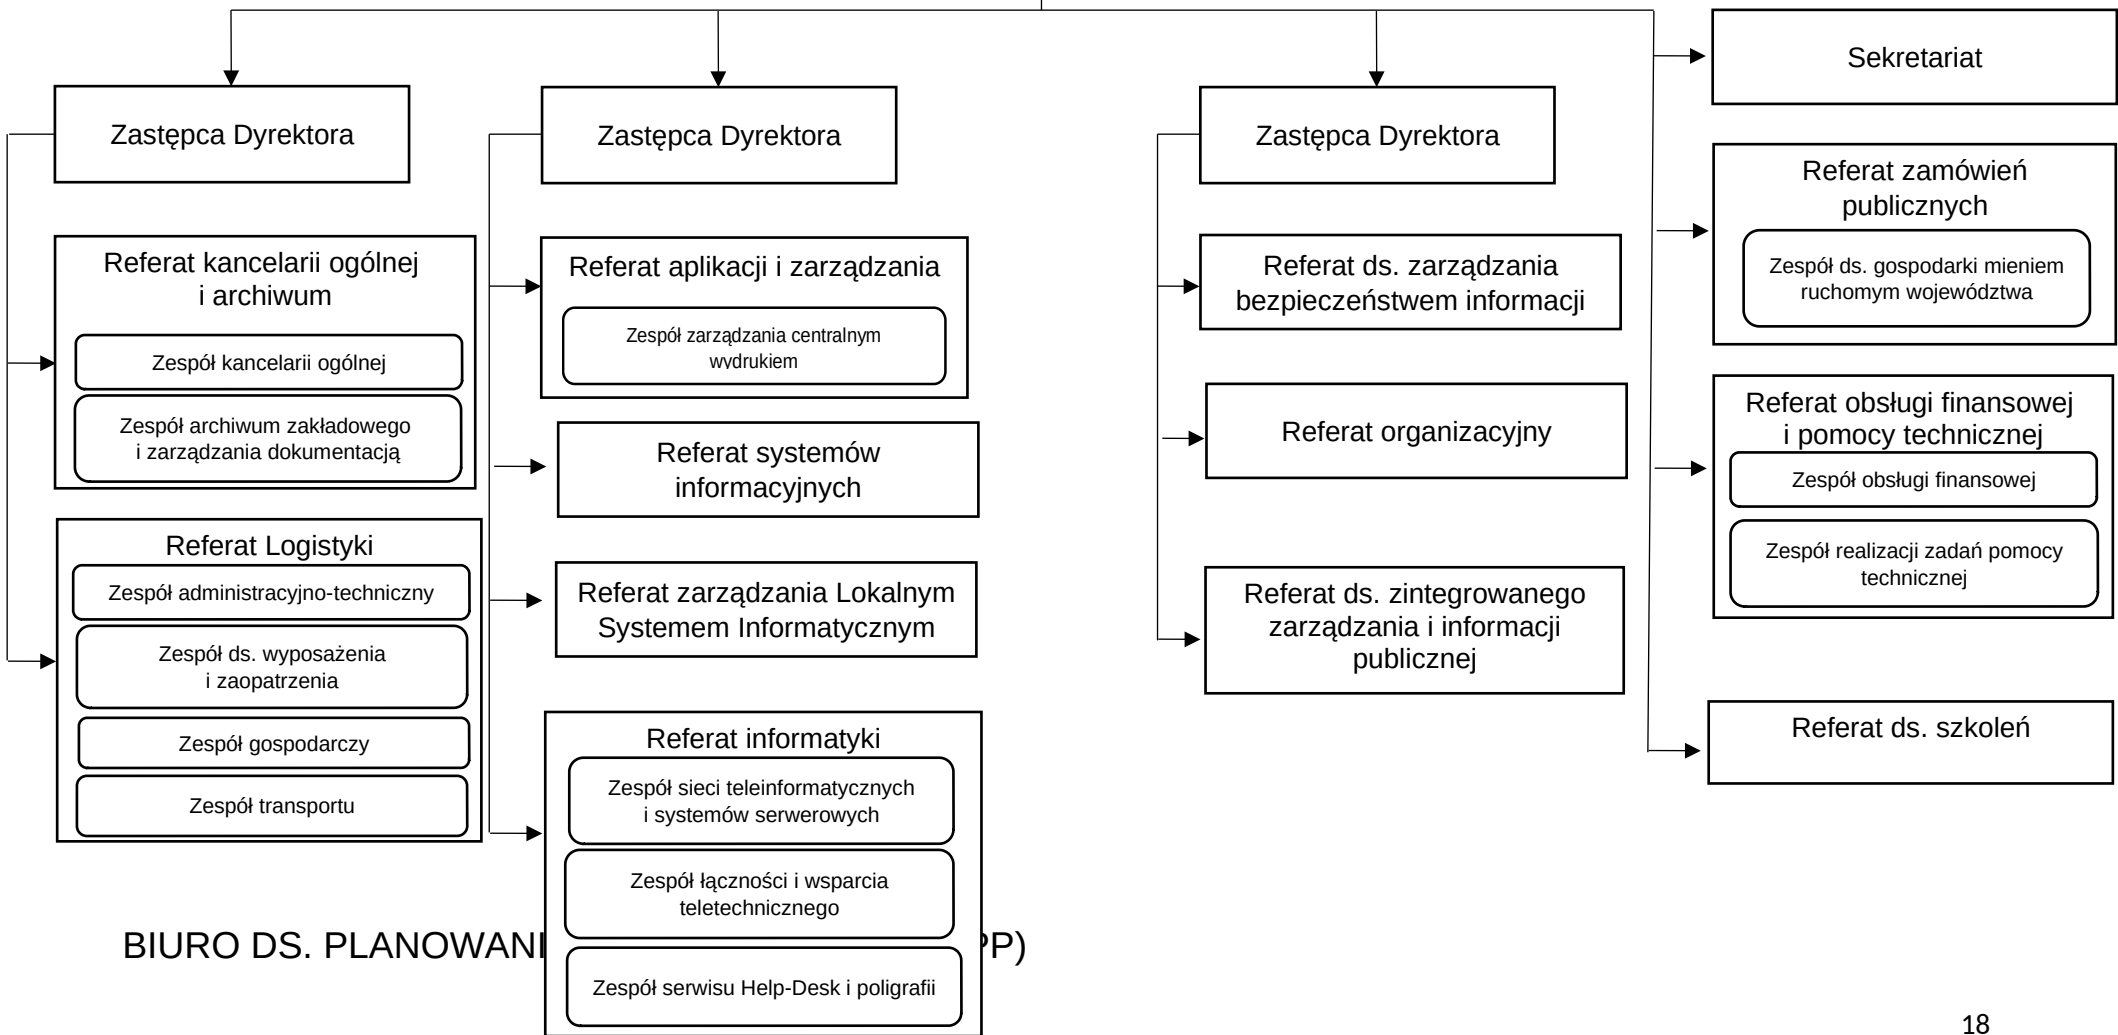 Sekretariat
Zastępca Dyrektora
Zastępca Dyrektora
Zastępca Dyrektora
Referat kancelarii ogólnej
i archiwum
Zespół kancelarii ogólnej
Zespół archiwum zakładowego
i zarządzania dokumentacją
Referat Logistyki
Zespół administracyjno-techniczny
Zespół ds. wyposażenia
i zaopatrzenia
Zespół gospodarczy
Zespół transportu
Referat aplikacji i zarządzania
Zespół zarządzania centralnym
wydrukiem
Referat systemów
informacyjnych
Referat zarządzania Lokalnym
Systemem Informatycznym
Referat informatyki
Zespół sieci teleinformatycznych
i systemów serwerowych
Zespół łączności i wsparcia
teletechnicznego
Zespół serwisu Help-Desk i poligrafii
Referat ds. zarządzania
bezpieczeństwem informacji
Referat organizacyjny
Referat ds. zintegrowanego
zarządzania i informacji
publicznej
Referat zamówień
publicznych
Zespół ds. gospodarki mieniem
ruchomym województwa
Referat obsługi finansowej
i pomocy technicznej
Zespół obsługi finansowej
Zespół realizacji zadań pomocy
technicznej
Referat ds. szkoleń
BIURO DS.
18